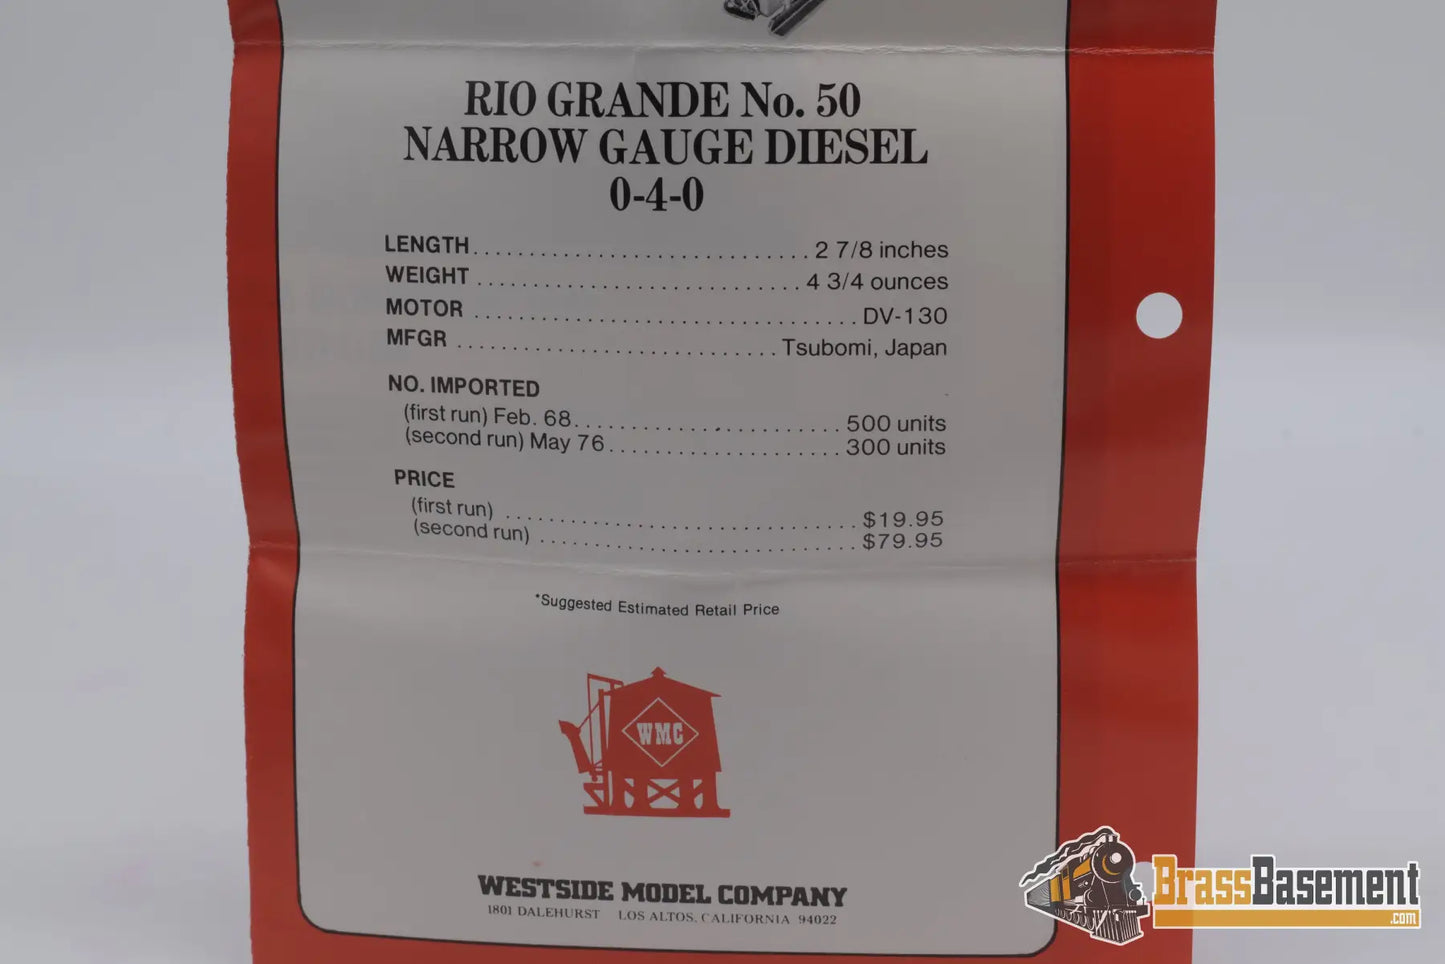 RIO GRANDE No. 50
NARROW GAUGE DIESEL
0-4-0
LENGTH.............................. 2 7/8 inches
WEIGHT ............................. 4 3/4 ounces
MOTOR .................................. DV-130
MFGR ............................ Tsubomi, Japan
NO. IMPORTED
(first run) Feb. 68........................ 500 units
(second run) May 76..................... 300 units
PRICE
(first run) .............................. $19.95
(second run) ........................... $79.95
*Suggested Estimated Retail Price
WMC
WESTSIDE MODEL COMPANY
1801 DALEHURST LOS ALTOS, CALIFORNIA 94022
BrassBasement
.com